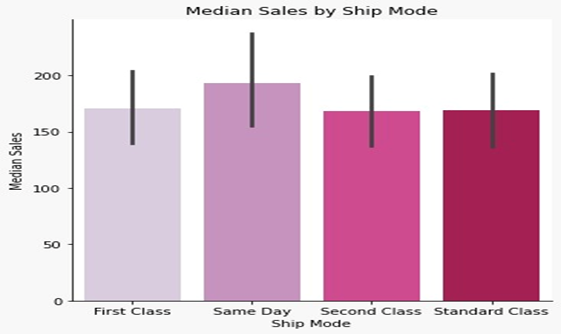 Median Sales by Ship Mode
Median Sales
200
150
100
50
0
First Class
Same Day
Second Class
Standard Class
Ship Mode